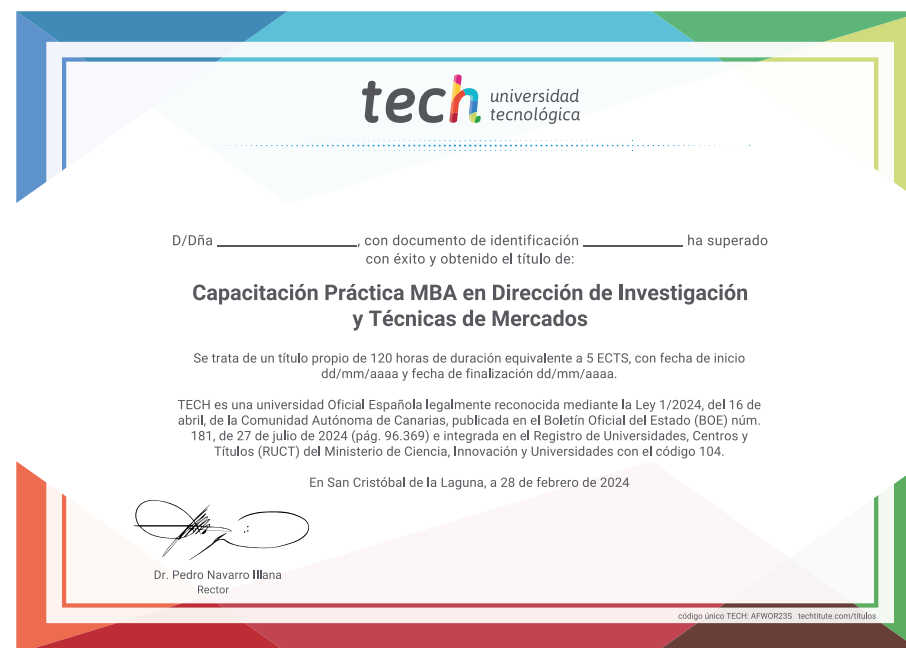 tech universidad
tecnológica
D/Dña ________________, con documento de identificación ____________ ha superado
con éxito y obtenido el título de:
Capacitación Práctica MBA en Dirección de Investigación
y Técnicas de Mercados
Se trata de un título propio de 120 horas de duración equivalente a 5 ECTS, con fecha de inicio
dd/mm/aaaa y fecha de finalización dd/mm/aaaa.
TECH es una universidad Oficial Española legalmente reconocida mediante la Ley 1/2024, del 16 de
abril, de la Comunidad Autónoma de Canarias, publicada en el Boletín Oficial del Estado (BOE) núm.
181, de 27 de julio de 2024 (pág. 96.369) e integrada en el Registro de Universidades, Centros y
Títulos (RUCT) del Ministerio de Ciencia, Innovación y Universidades con el código 104.
En San Cristóbal de la Laguna, a 28 de febrero de 2024
Dr. Pedro Navarro Illana
Rector
código único TECH: AFWOR23S techtitute.com/titulos